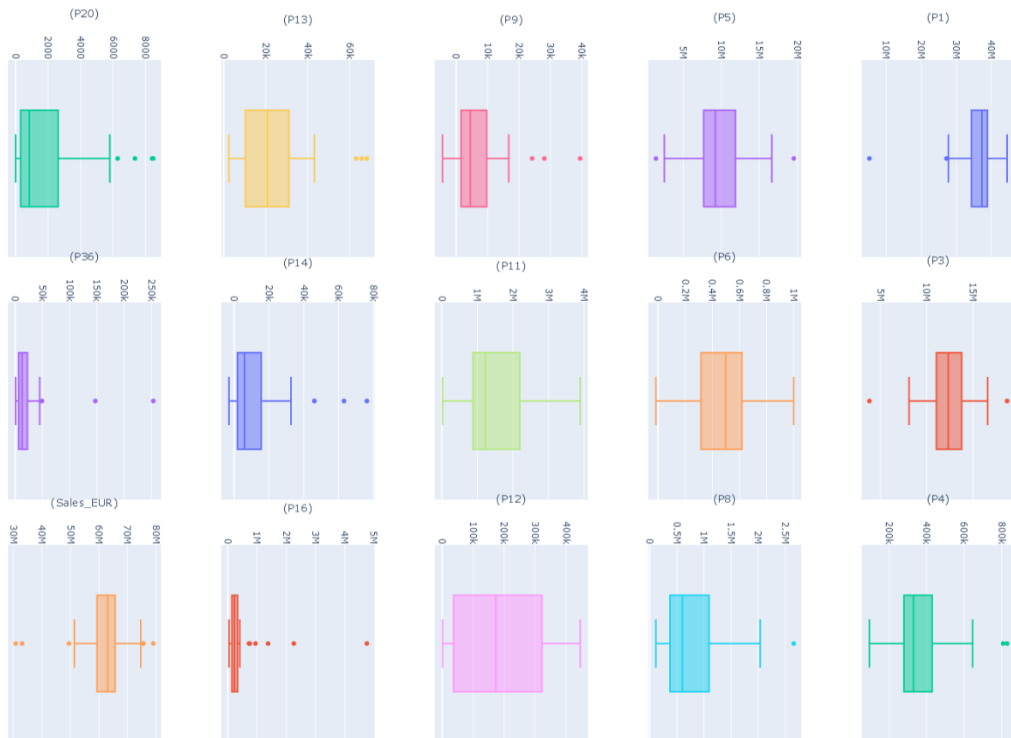 (P20)
0 2000 4000 6000 8000
(P13)
0 20k 40k 60k
(P9)
0 10k 20k 30k 40k
(P5)
5M 10M 15M 20M
(P1)
10M 20M 30M 40M
(P36)
0 50k 100k 150k 200k 250k
(P14)
0 20k 40k 60k 80k
(P11)
0 1M 2M 3M 4M
(P6)
0 0.2M 0.4M 0.6M 0.8M 1M
(P3)
5M 10M 15M
(Sales_EUR)
30M 40M 50M 60M 70M 80M
(P16)
0 1M 2M 3M 4M 5M
(P12)
0 100k 200k 300k 400k
(P8)
0 0.5M 1M 1.5M 2M 2.5M
(P4)
200k 400k 600k 800k